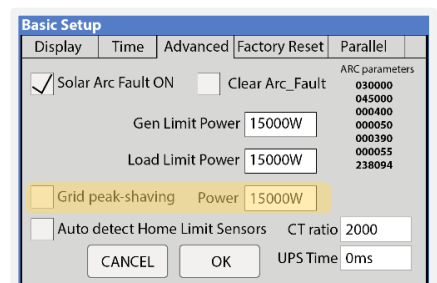 Basic Setup
Display Time Advanced Factory Reset Parallel
ARC parameters
Solar Arc Fault ON Clear Arc_Fault 030000
045000
000400
Gen Limit Power 15000W 000050
000390
000055
Load Limit Power 15000W 238094
Grid peak-shaving Power 15000W
Auto detect Home Limit Sensors CT ratio 2000
CANCEL OK UPS Time 0ms